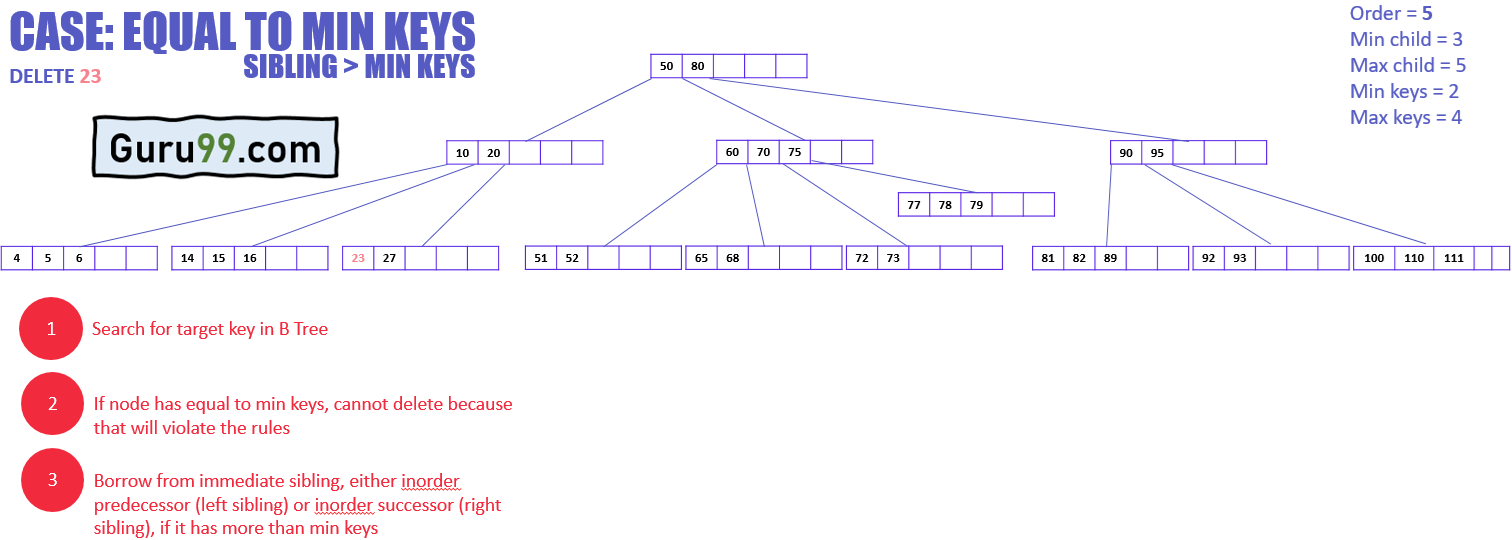 CASE: EQUAL TO MIN KEYS
SIBLING > MIN KEYS
DELETE 23
Order = 5
Min child = 3
Max child = 5
Min keys = 2
Max keys = 4
Guru99.com
50 80
10 20
60 70 75
90 95
77 78 79
4 5 6
14 15 16
23 27
51 52
65 68
72 73
81 82 89
92 93
100 110 111
1 Search for target key in B Tree
2 If node has equal to min keys, cannot delete because
that will violate the rules
3 Borrow from immediate sibling, either inorder
predecessor (left sibling) or inorder successor (right
sibling), if it has more than min keys